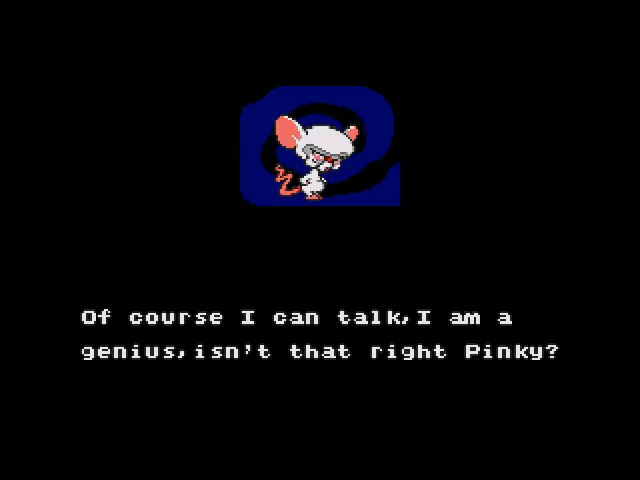 Of course I can talk,I am a
genius,isn't that right Pinky?